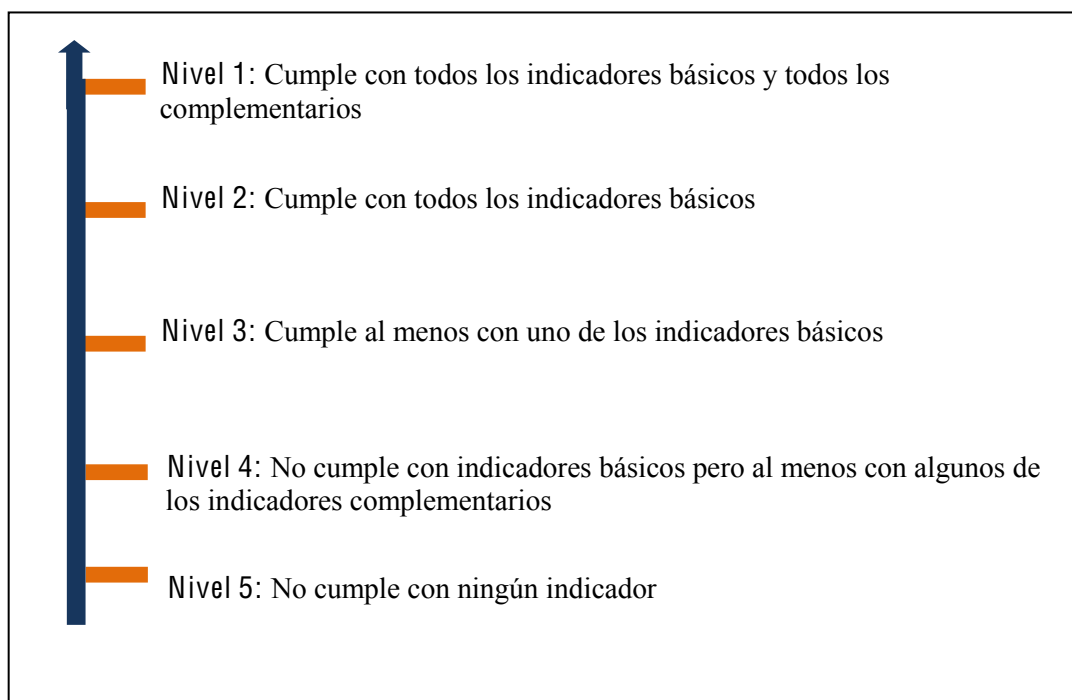 Nivel 1: Cumple con todos los indicadores básicos y todos los
complementarios
Nivel 2: Cumple con todos los indicadores básicos
Nivel 3: Cumple al menos con uno de los indicadores básicos
Nivel 4: No cumple con indicadores básicos pero al menos con algunos de
los indicadores complementarios
Nivel 5: No cumple con ningún indicador